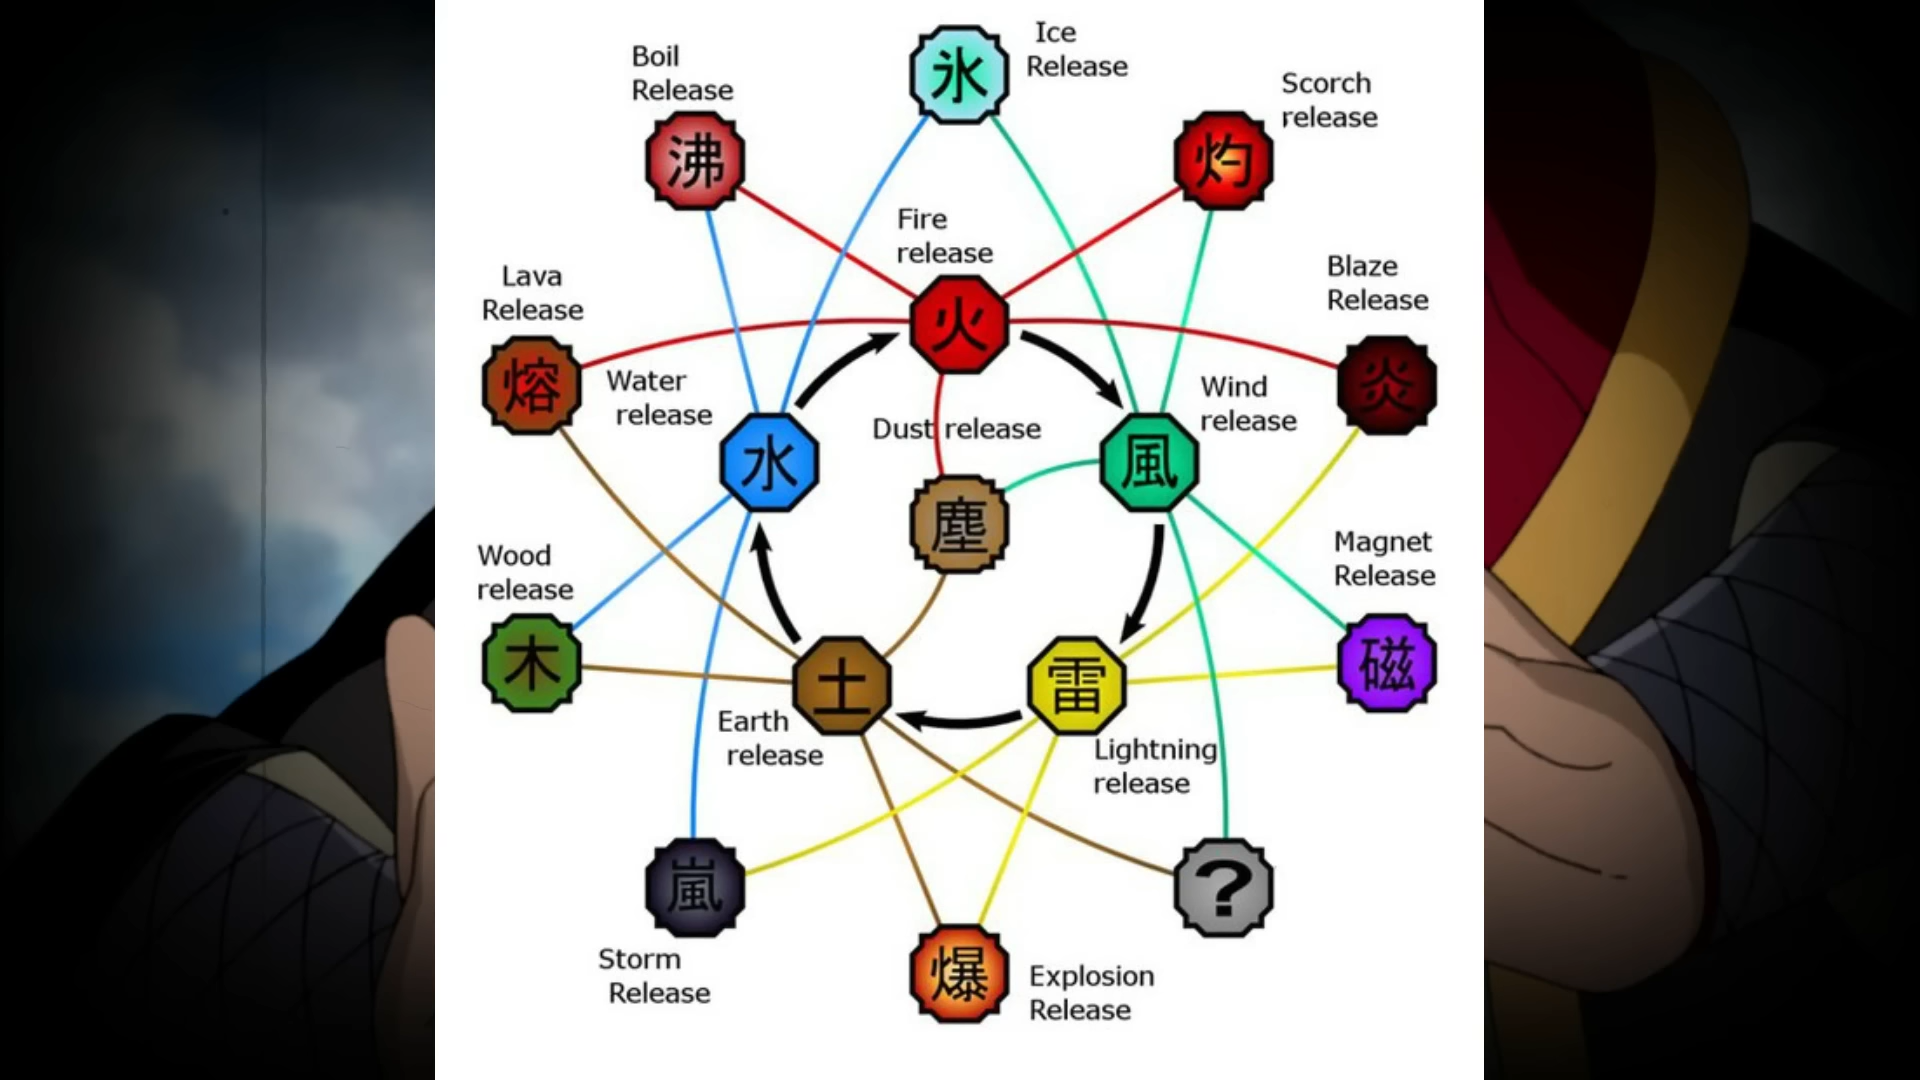 Ice
Release
氷
Boil
Release
沸
Scorch
release
灼
Fire
release
火
Lava
Release
熔
Blaze
Release
炎
Water
release
水
Dust release
塵
Wind
release
風
Wood
release
木
Magnet
Release
磁
Earth
release
土
Lightning
release
雷
Storm
Release
嵐
?
Explosion
Release
爆